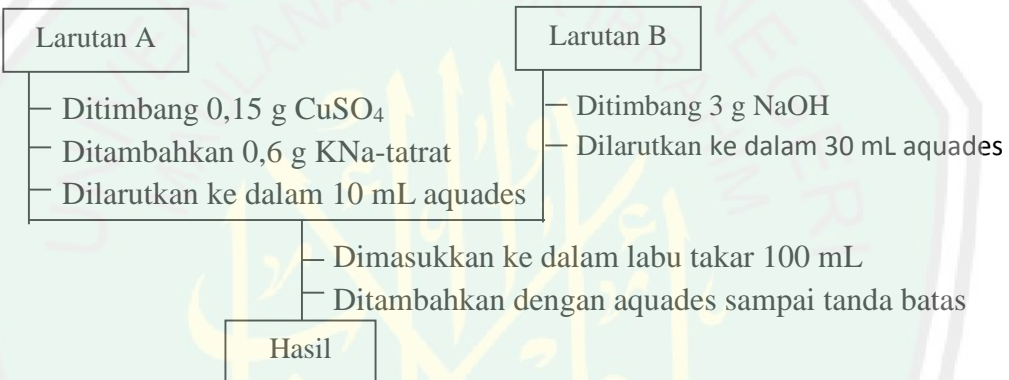 Larutan A
Ditimbang 0,15 g CuSO₄
Ditambahkan 0,6 g KNa-tatrat
Dilarutkan ke dalam 10 mL aquades
Larutan B
Ditimbang 3 g NaOH
Dilarutkan ke dalam 30 mL aquades
Dimasukkan ke dalam labu takar 100 mL
Ditambahkan dengan aquades sampai tanda batas
Hasil